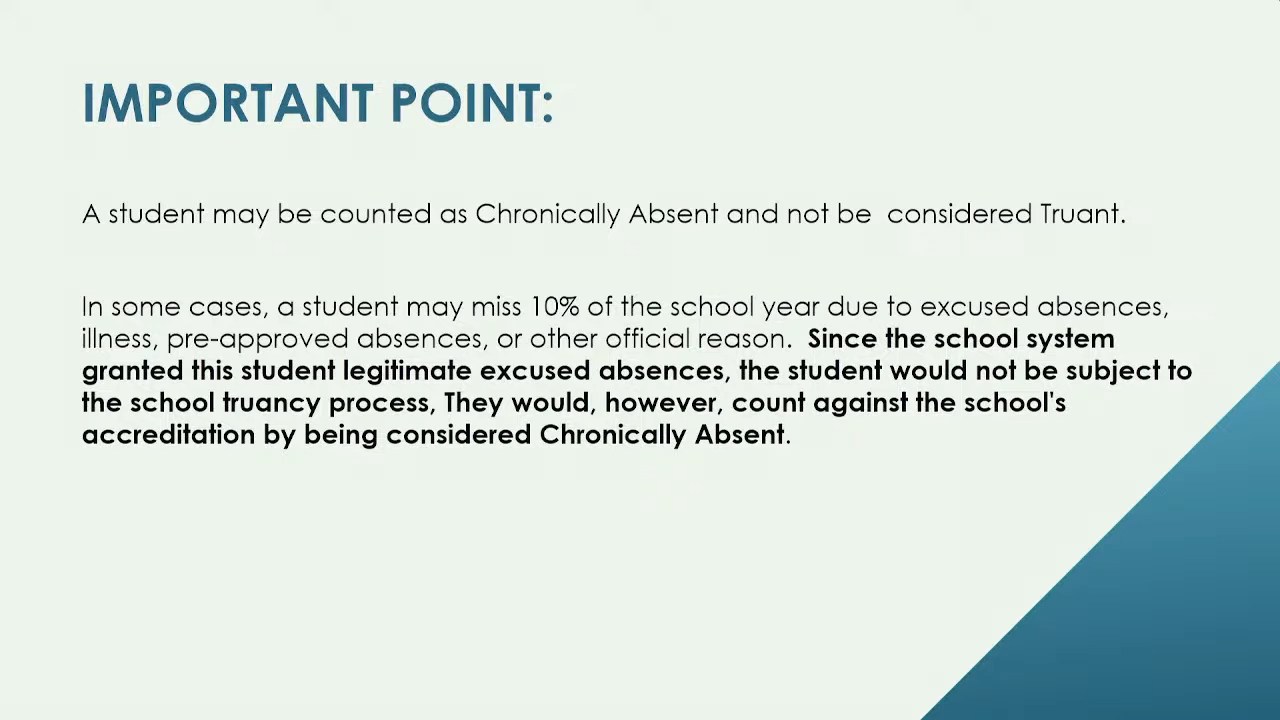 IMPORTANT POINT:
A student may be counted as Chronically Absent and not be  considered Truant.
In some cases, a student may miss 10% of the school year due to excused absences,
illness, pre-approved absences, or other official reason.  Since the school system
granted this student legitimate excused absences, the student would not be subject to
the school truancy process, They would, however, count against the school's
accreditation by being considered Chronically Absent.